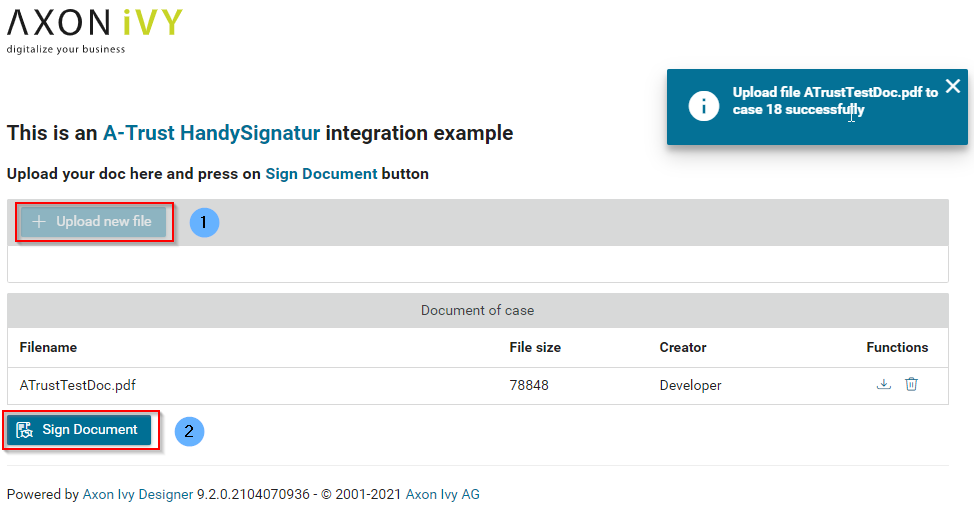 AXON iVY
digitalize your business
Upload file ATrustTestDoc.pdf to
case 18 successfully
This is an A-Trust HandySignatur integration example
Upload your doc here and press on Sign Document button
Upload new file
1
Document of case
Filename File size Creator Functions
ATrustTestDoc.pdf 78848 Developer
Sign Document
2
Powered by Axon Ivy Designer 9.2.0.2104070936 - © 2001-2021 Axon Ivy AG